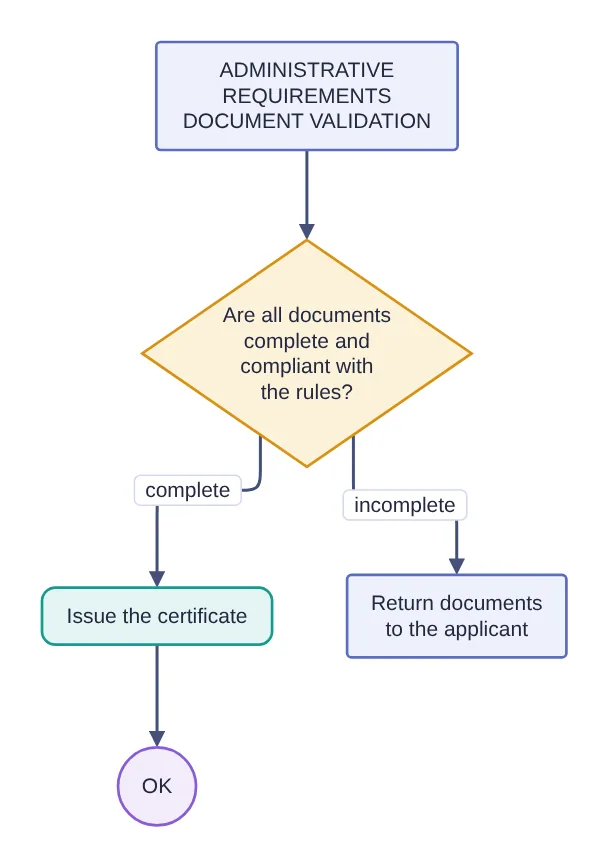 ADMINISTRATIVE
REQUIREMENTS
DOCUMENT VALIDATION
Are all documents
complete and
compliant with
the rules?
complete
incomplete
Issue the certificate
Return documents
to the applicant
OK